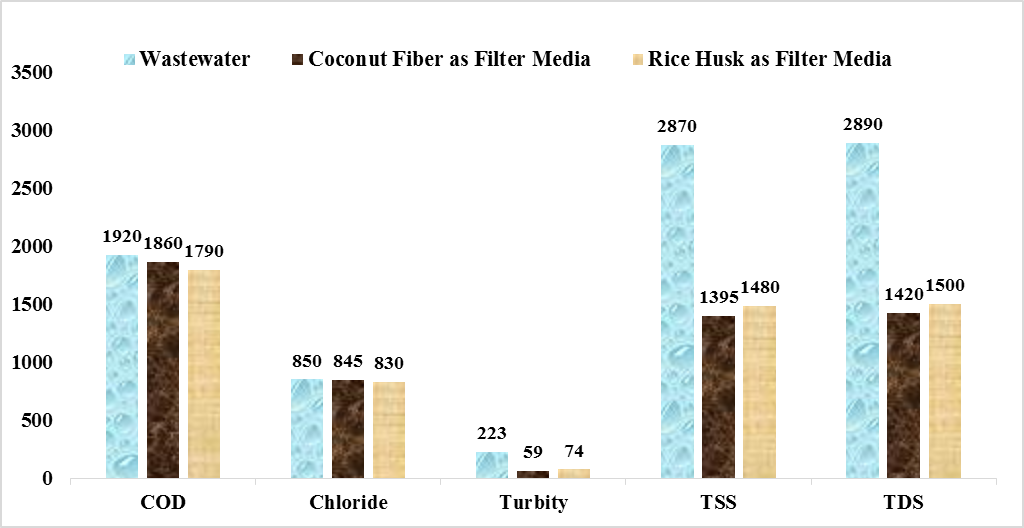 Wastewater Coconut Fiber as Filter Media Rice Husk as Filter Media
3500
3000
2500
2000
1500
1000
500
0
1920 1860 1790
850 845 830
223 59 74
2870 1395 1480
2890 1420 1500
COD Chloride Turbity TSS TDS